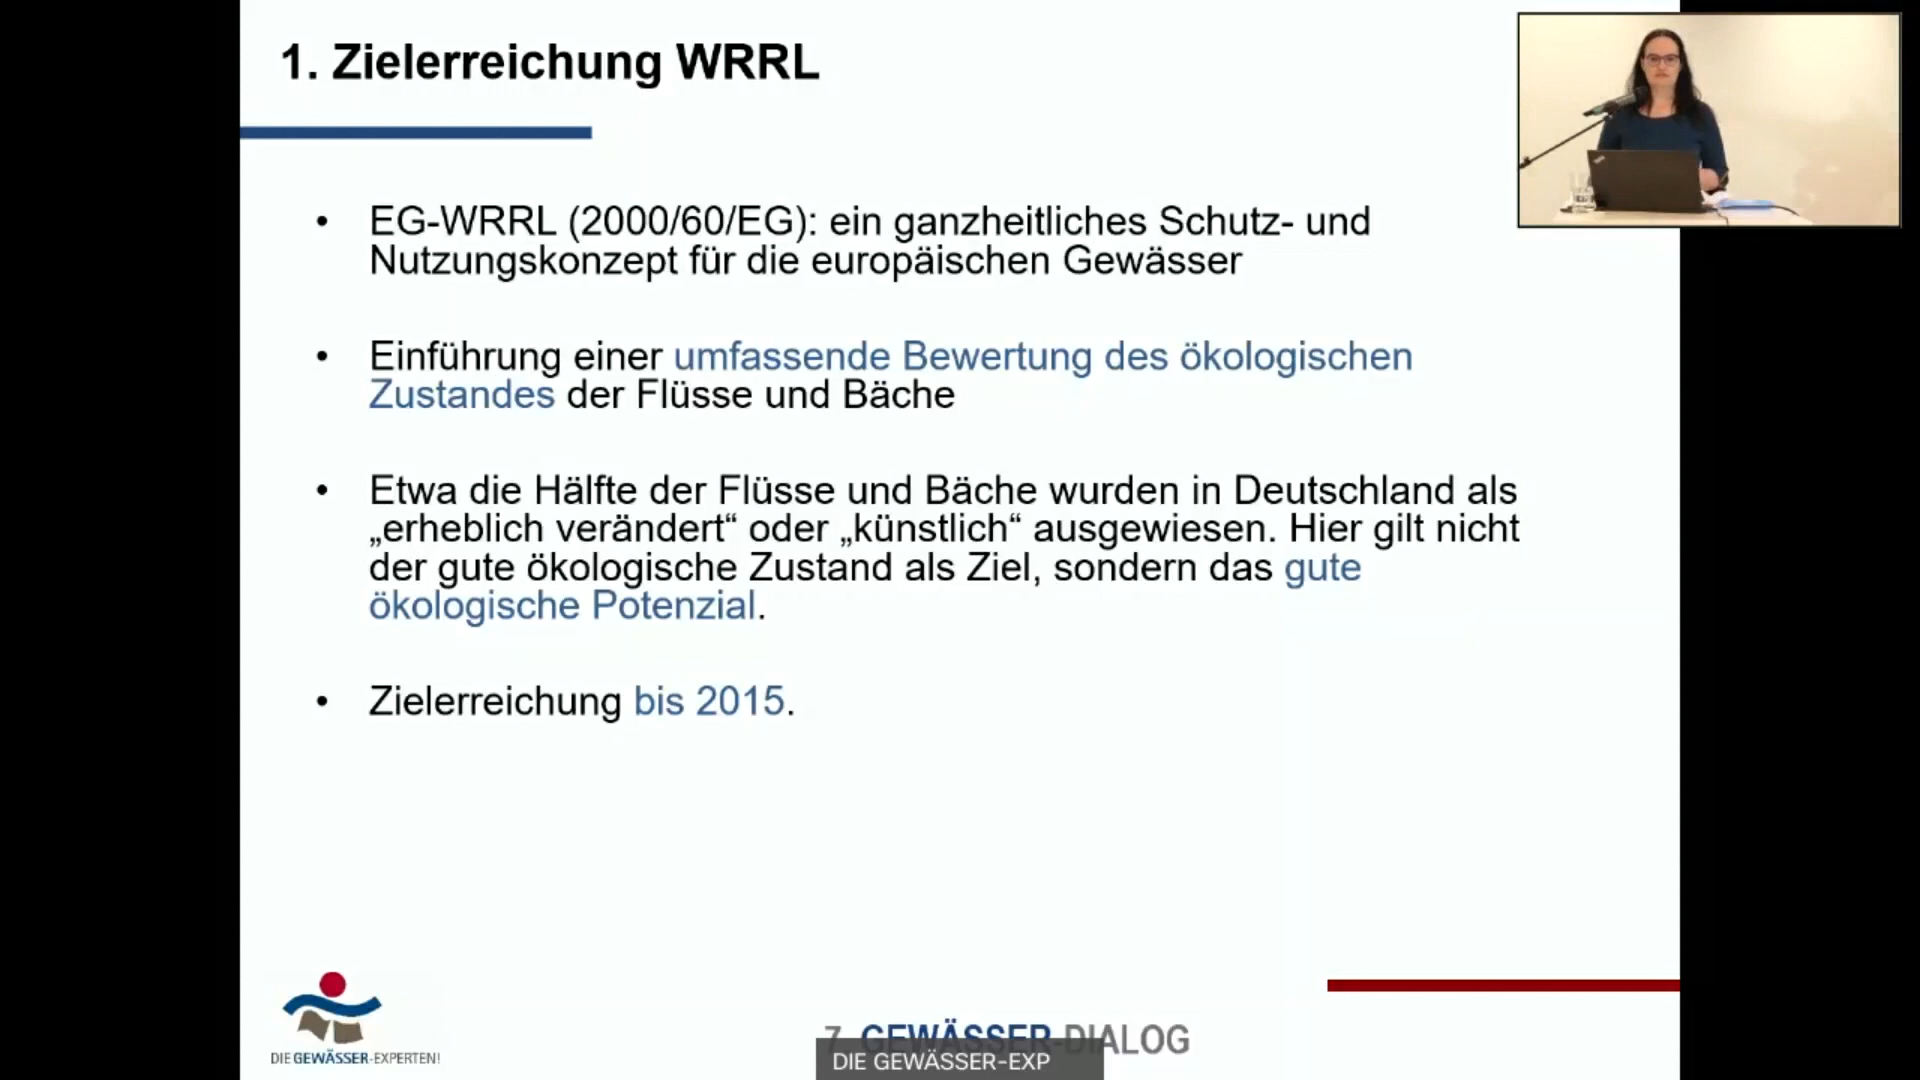 1. Zielerreichung WRRL
• EG-WRRL (2000/60/EG): ein ganzheitliches Schutz- und
Nutzungskonzept für die europäischen Gewässer
• Einführung einer umfassende Bewertung des ökologischen
Zustandes der Flüsse und Bäche
• Etwa die Hälfte der Flüsse und Bäche wurden in Deutschland als
„erheblich verändert“ oder „künstlich“ ausgewiesen. Hier gilt nicht
der gute ökologische Zustand als Ziel, sondern das gute
ökologische Potenzial.
• Zielerreichung bis 2015.
DIE GEWÄSSER-EXPERTEN!
7. GEWÄSSER-DIALOG
DIE GEWÄSSER-EXP